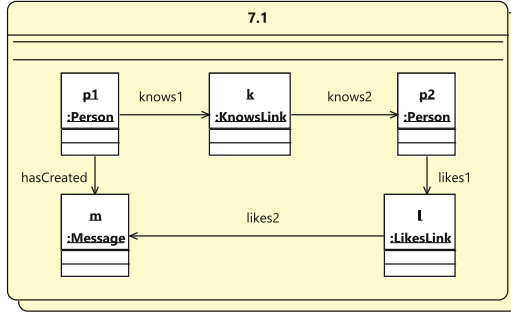 7.1
p1
:Person
knows1
k
:KnowsLink
knows2
p2
:Person
hasCreated
likes1
m
:Message
likes2
l
:LikesLink